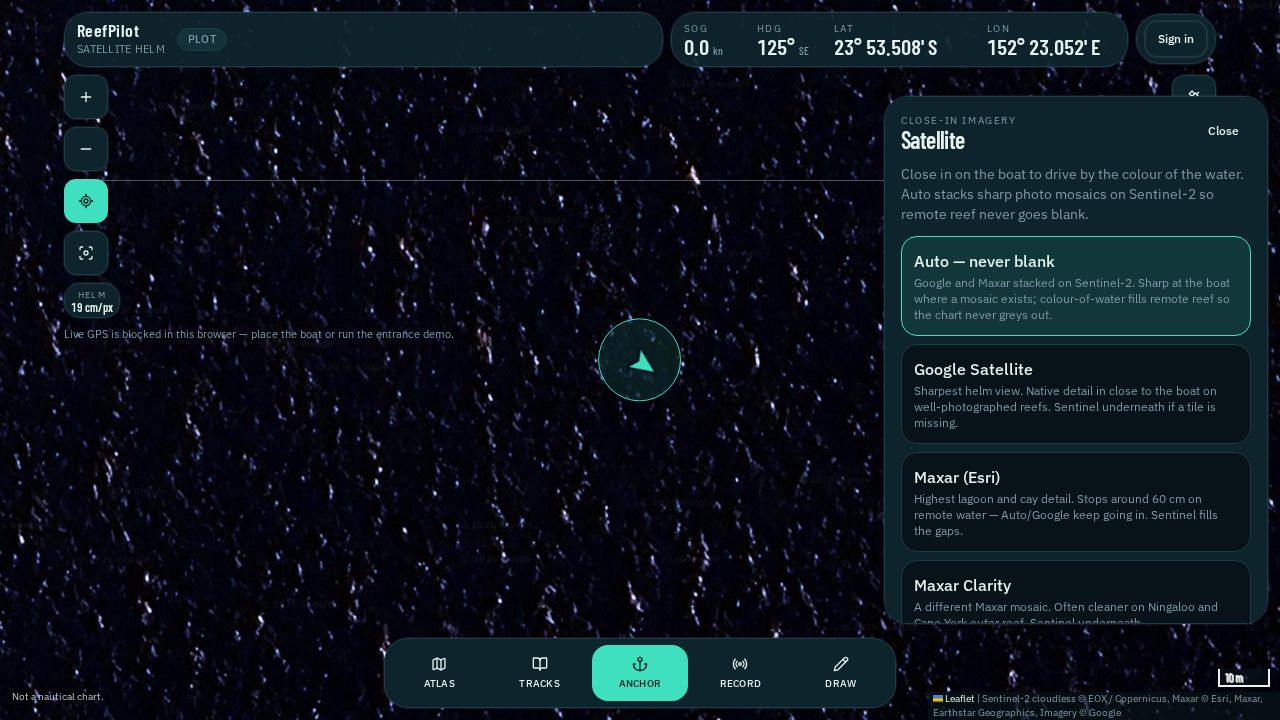 ReefPilot
SATELLITE HELM
PLOT
SOG
0.0 kn
HDG
125° SE
LAT
23° 53.508' S
LON
152° 23.052' E
Sign in
+
−
HELM
19 cm/px
Live GPS is blocked in this browser — place the boat or run the entrance demo.
CLOSE-IN IMAGERY
Satellite
Close
Close in on the boat to drive by the colour of the water.
Auto stacks sharp photo mosaics on Sentinel-2 so
remote reef never goes blank.
Auto — never blank
Google and Maxar stacked on Sentinel-2. Sharp at the boat
where a mosaic exists; colour-of-water fills remote reef so
the chart never greys out.
Google Satellite
Sharpest helm view. Native detail in close to the boat on
well-photographed reefs. Sentinel underneath if a tile is
missing.
Maxar (Esri)
Highest lagoon and cay detail. Stops around 60 cm on
remote water — Auto/Google keep going in. Sentinel fills
the gaps.
Maxar Clarity
A different Maxar mosaic. Often cleaner on Ningaloo and
Cape York outer reef. Sentinel underneath.
ATLAS
TRACKS
ANCHOR
RECORD
DRAW
Not a nautical chart.
10 m
Leaflet | Sentinel-2 cloudless © EOX / Copernicus, Maxar © Esri, Maxar,
Earthstar Geographics, Imagery © Google